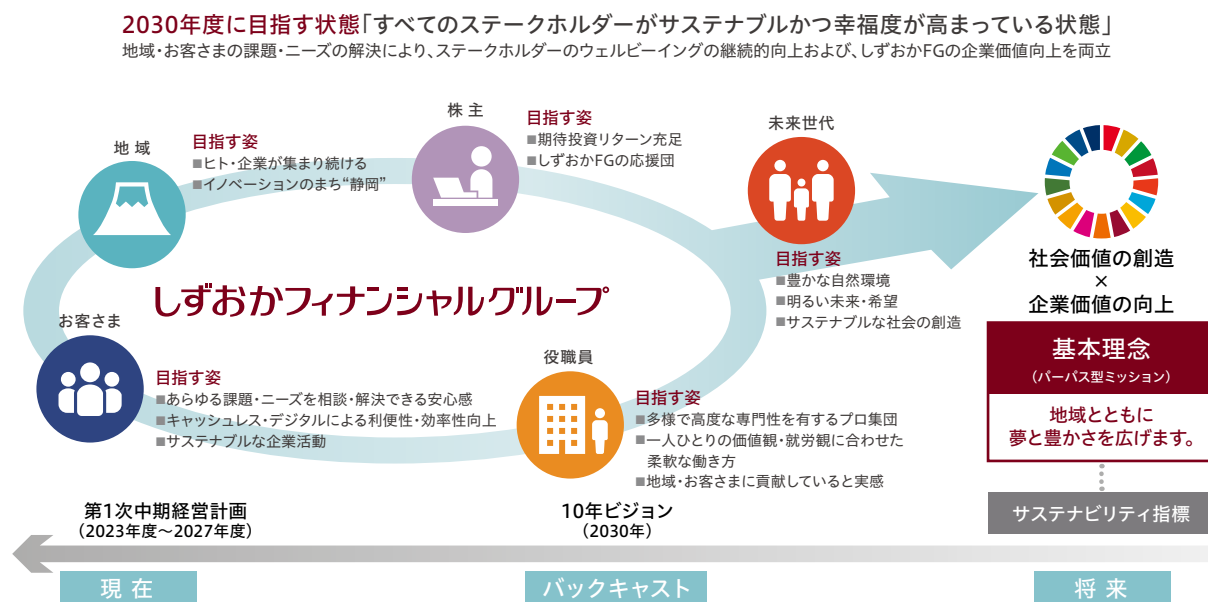 2030年度に目指す状態「すべてのステークホルダーがサステナブルかつ幸福度が高まっている状態」
地域・お客さまの課題・ニーズの解決により、ステークホルダーのウェルビーイングの継続的向上および、しずおかFGの企業価値向上を両立
地域
目指す姿
■ヒト・企業が集まり続ける
■イノベーションのまち“静岡”
株主
目指す姿
■期待投資リターン充足
■しずおかFGの応援団
未来世代
目指す姿
■豊かな自然環境
■明るい未来・希望
■サステナブルな社会の創造
しずおかフィナンシャルグループ
お客さま
目指す姿
■あらゆる課題・ニーズを相談・解決できる安心感
■キャッシュレス・デジタルによる利便性・効率性向上
■サステナブルな企業活動
役職員
目指す姿
■多様で高度な専門性を有するプロ集団
■一人ひとりの価値観・就労観に合わせた
柔軟な働き方
■地域・お客さまに貢献していると実感
社会価値の創造
×
企業価値の向上
基本理念
(パーパス型ミッション)
地域とともに
夢と豊かさを広げます。
サステナビリティ指標
第1次中期経営計画
(2023年度～2027年度)
10年ビジョン
(2030年)
現在
バックキャスト
将来